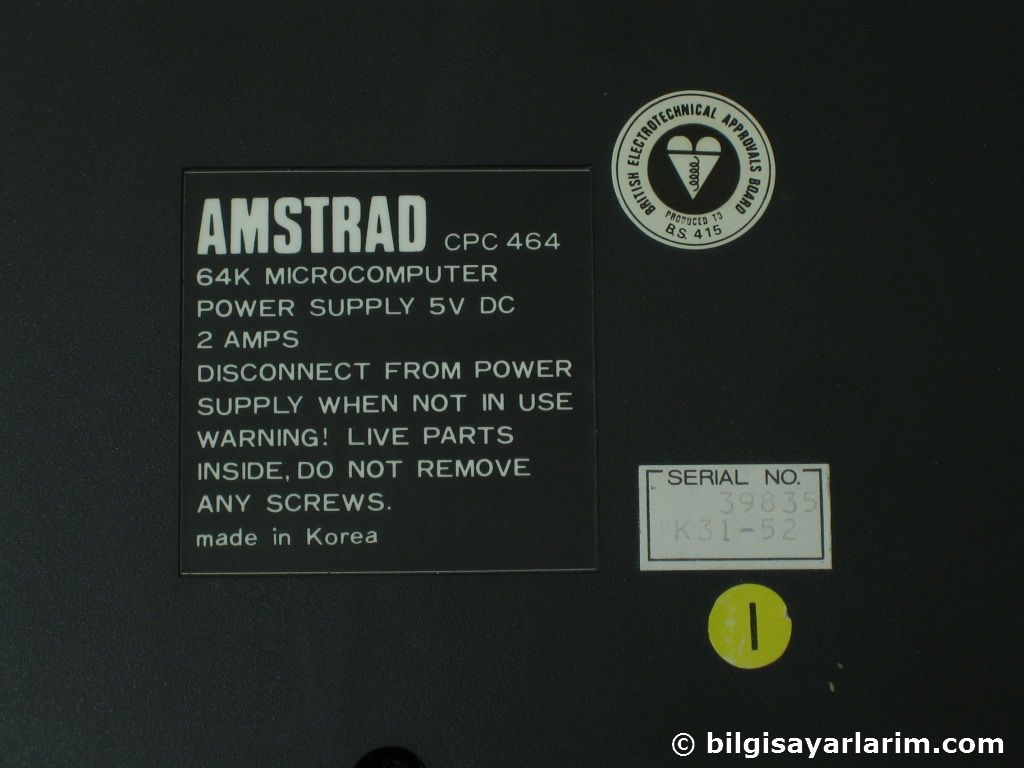 AMSTRAD CPC 464
64K MICROCOMPUTER
POWER SUPPLY 5V DC
2 AMPS
DISCONNECT FROM POWER
SUPPLY WHEN NOT IN USE
WARNING! LIVE PARTS
INSIDE, DO NOT REMOVE
ANY SCREWS.
made in Korea
BRITISH ELECTROTECHNICAL APPROVALS BOARD
PRODUCED TO
B.S. 415
SERIAL NO.
39835
K31-52
1
© bilgisayarlarim.com